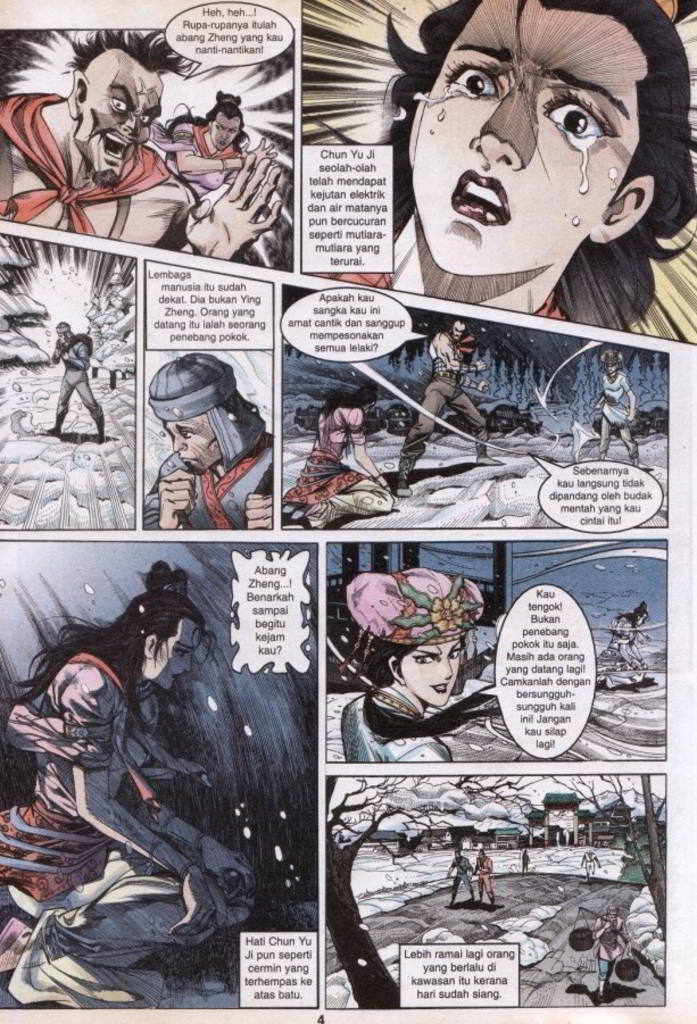 Heh, heh...!
Rupa-rupanya itulah
abang Zheng yang kau
nanti-nantikan!
Chun Yu Ji
seolah-olah
telah mendapat
kejutan elektrik
dan air matanya
pun bercucuran
seperti mutiara-
mutiara yang
terurai.
Lembaga
manusia itu sudah
dekat. Dia bukan Ying
Zheng. Orang yang
datang itu ialah seorang
penebang pokok.
Apakah kau
sangka kau ini
amat cantik dan sanggup
mempesonakan
semua lelaki?
Sebenarnya
kau langsung tidak
dipandang oleh budak
mentah yang kau
cintai itu!
Abang
Zheng...!
Benarkah
sampai
begitu
kejam
kau?
Hati Chun Yu
Ji pun seperti
cermin yang
terhempas ke
atas batu.
Kau
tengok!
Bukan
penebang
pokok itu saja.
Masih ada orang
yang datang lagi!
Camkanlah dengan
bersungguh-
sungguh kali
ini! Jangan
kau silap
lagi!
Lebih ramai lagi orang
yang berlalu di
kawasan itu kerana
hari sudah siang.
4